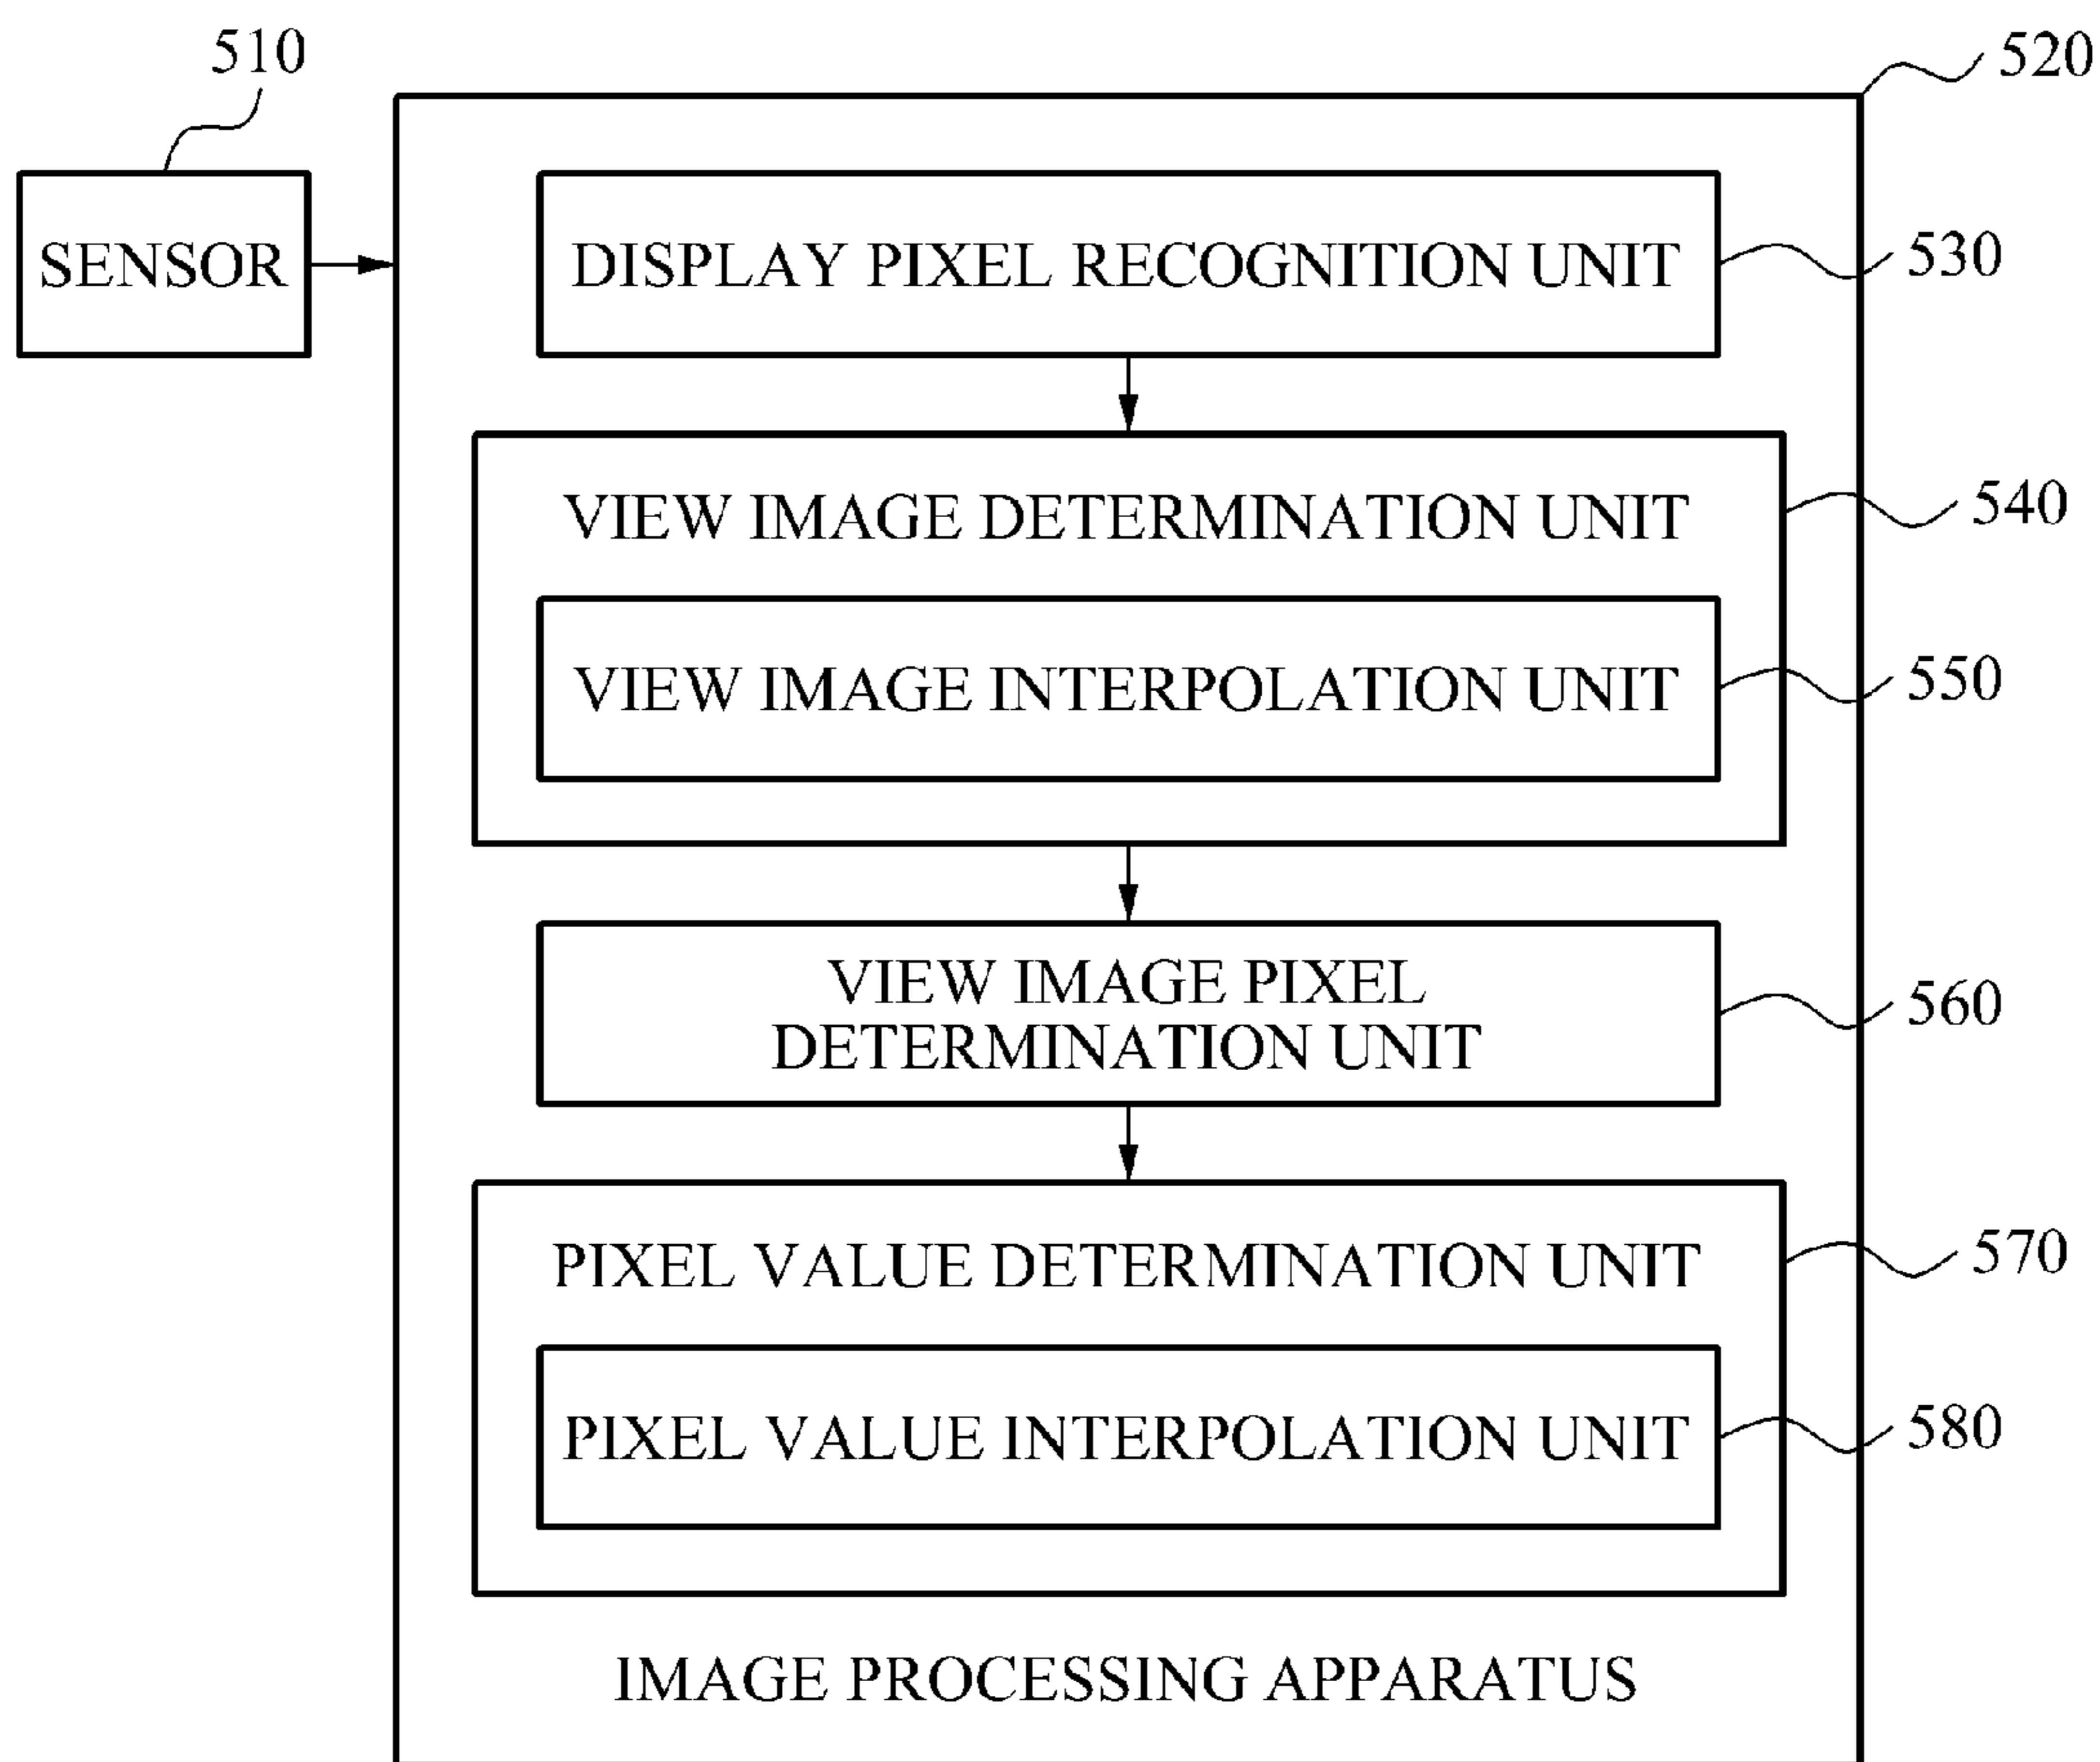 510
520
SENSOR
DISPLAY PIXEL RECOGNITION UNIT
530
VIEW IMAGE DETERMINATION UNIT
540
VIEW IMAGE INTERPOLATION UNIT
550
VIEW IMAGE PIXEL
DETERMINATION UNIT
560
PIXEL VALUE DETERMINATION UNIT
570
PIXEL VALUE INTERPOLATION UNIT
580
IMAGE PROCESSING APPARATUS